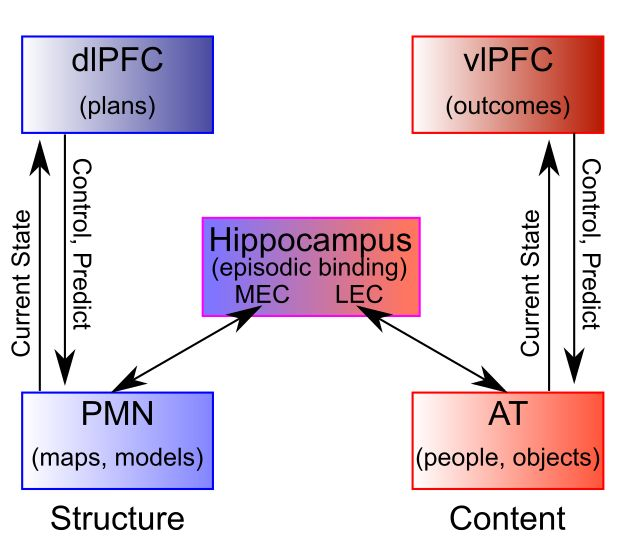 dlPFC
(plans)
vlPFC
(outcomes)
Current State
Control, Predict
Hippocampus
(episodic binding)
MEC LEC
Current State
Control, Predict
PMN
(maps, models)
AT
(people, objects)
Structure
Content